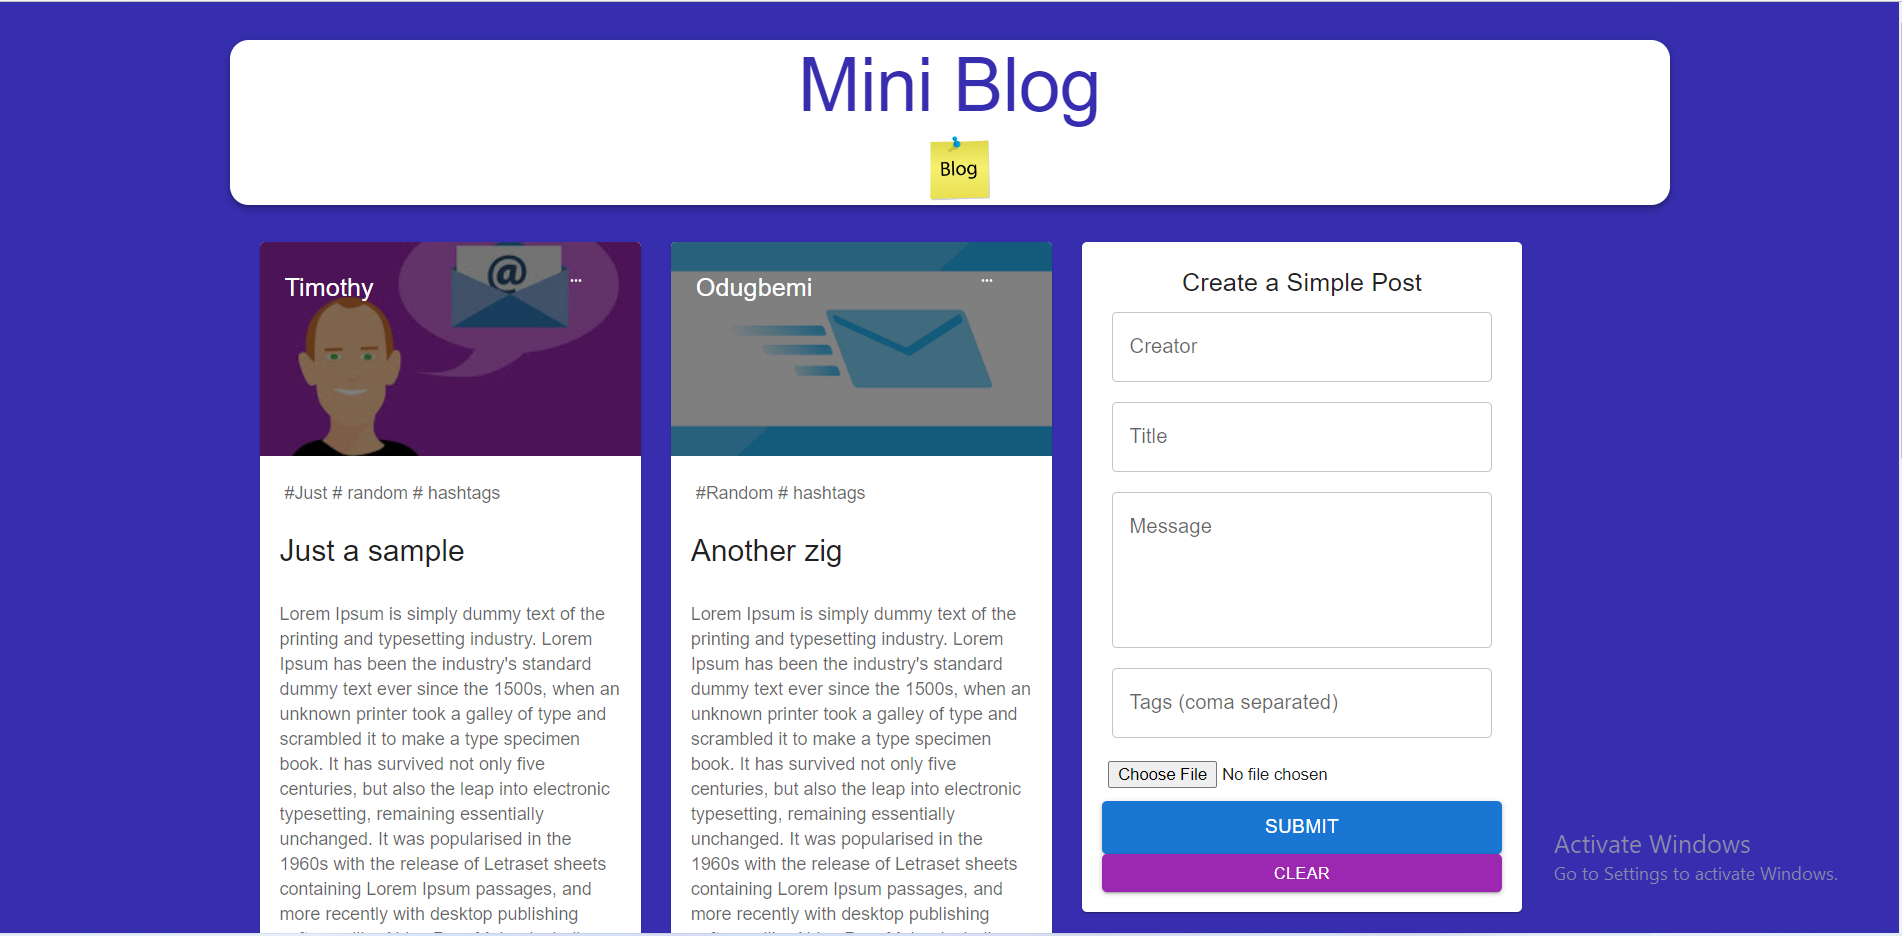 Mini Blog
Blog
Timothy
...
#Just # random # hashtags
Just a sample
Lorem Ipsum is simply dummy text of the
printing and typesetting industry. Lorem
Ipsum has been the industry's standard
dummy text ever since the 1500s, when an
unknown printer took a galley of type and
scrambled it to make a type specimen
book. It has survived not only five
centuries, but also the leap into electronic
typesetting, remaining essentially
unchanged. It was popularised in the
1960s with the release of Letraset sheets
containing Lorem Ipsum passages, and
more recently with desktop publishing
Odugbemi
...
#Random # hashtags
Another zig
Lorem Ipsum is simply dummy text of the
printing and typesetting industry. Lorem
Ipsum has been the industry's standard
dummy text ever since the 1500s, when an
unknown printer took a galley of type and
scrambled it to make a type specimen
book. It has survived not only five
centuries, but also the leap into electronic
typesetting, remaining essentially
unchanged. It was popularised in the
1960s with the release of Letraset sheets
containing Lorem Ipsum passages, and
more recently with desktop publishing
Create a Simple Post
Creator
Title
Message
Tags (coma separated)
Choose File No file chosen
SUBMIT
CLEAR
Activate Windows
Go to Settings to activate Windows.
@